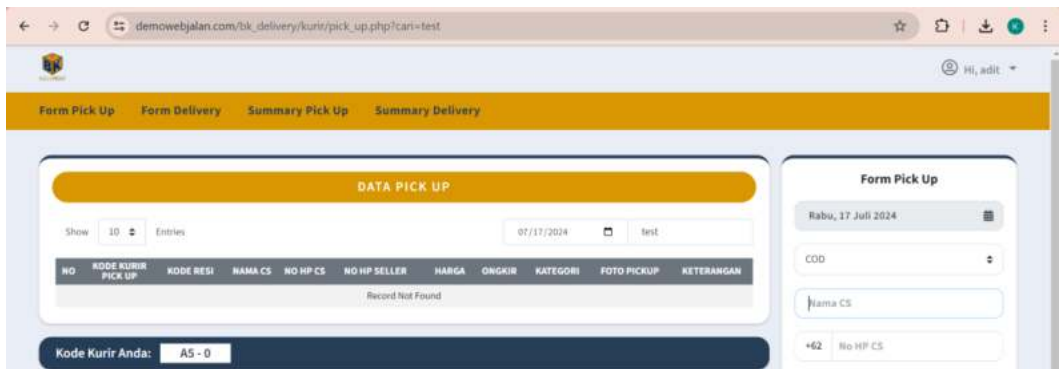 demowebjalan.com/bk_delivery/kurir/pick_up.php?cari=test
Hi, adit
Form Pick Up Form Delivery Summary Pick Up Summary Delivery
DATA PICK UP
Show 10 Entries 07/17/2024 test
NO KODE KURIR PICK UP KODE RESI NAMA CS NO HP CS NO HP SELLER HARGA ONGKIR KATEGORI FOTO PICKUP KETERANGAN
Record Not Found
Kode Kurir Anda: A5 - 0
Form Pick Up
Rabu, 17 Juli 2024
COD
Nama CS
+62 No HP CS